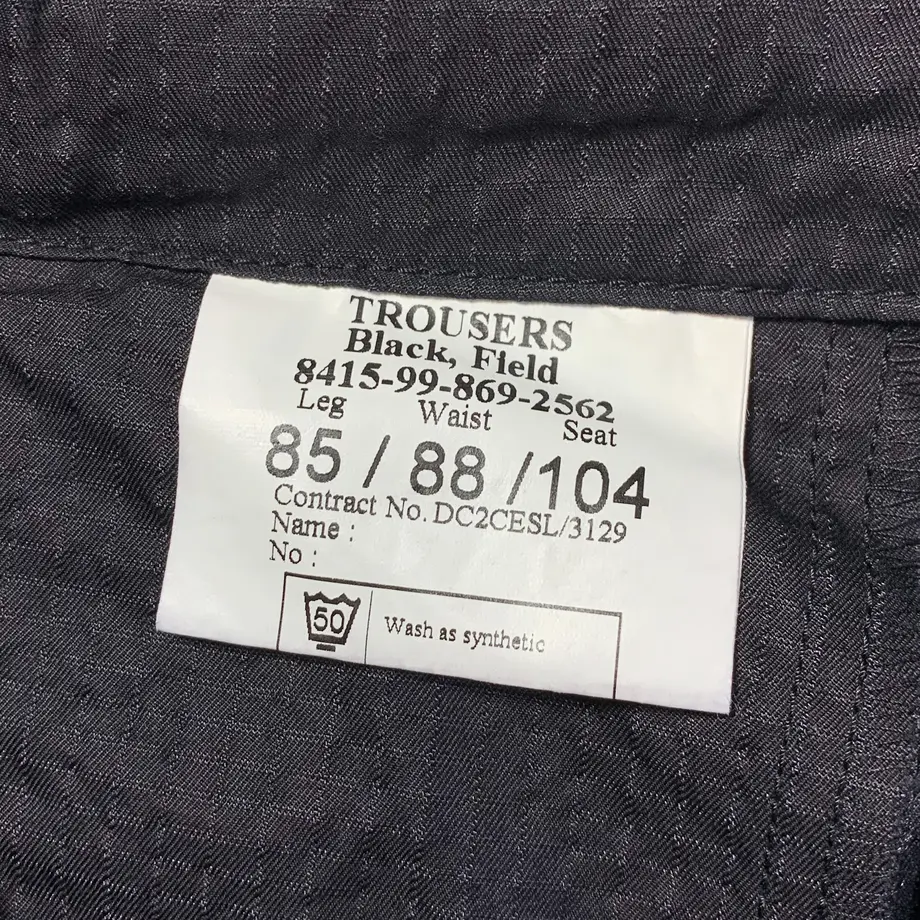 TROUSERS
Black, Field
8415-99-869-2562
Leg Waist Seat
85 / 88 /104
Contract No. DC2CESL/3129
Name :
No :
50 Wash as synthetic